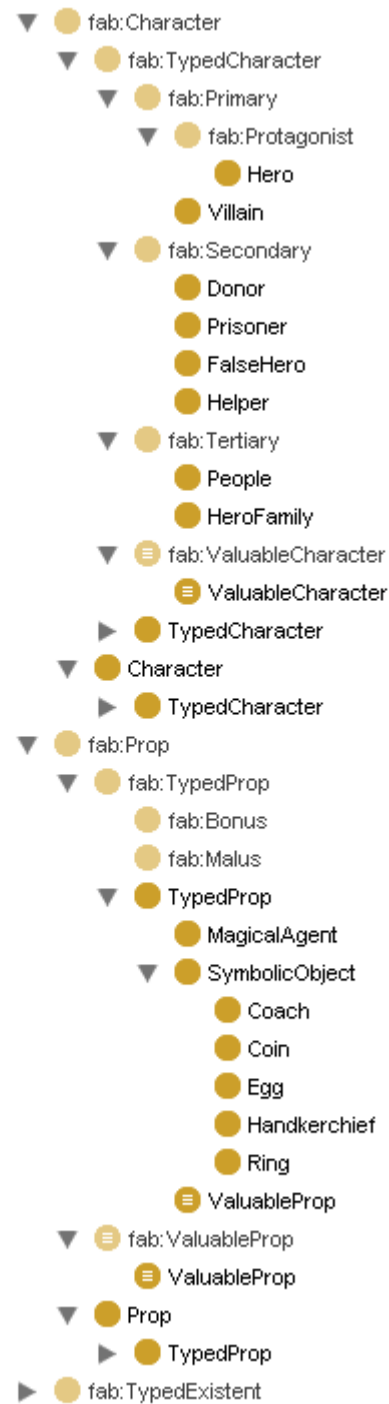 fab:Character
fab:TypedCharacter
fab:Primary
fab:Protagonist
Hero
Villain
fab:Secondary
Donor
Prisoner
FalseHero
Helper
fab:Tertiary
People
HeroFamily
fab:ValuableCharacter
ValuableCharacter
TypedCharacter
Character
TypedCharacter
fab:Prop
fab:TypedProp
fab:Bonus
fab:Malus
TypedProp
MagicalAgent
SymbolicObject
Coach
Coin
Egg
Handkerchief
Ring
ValuableProp
fab:ValuableProp
ValuableProp
Prop
TypedProp
fab:TypedExistent